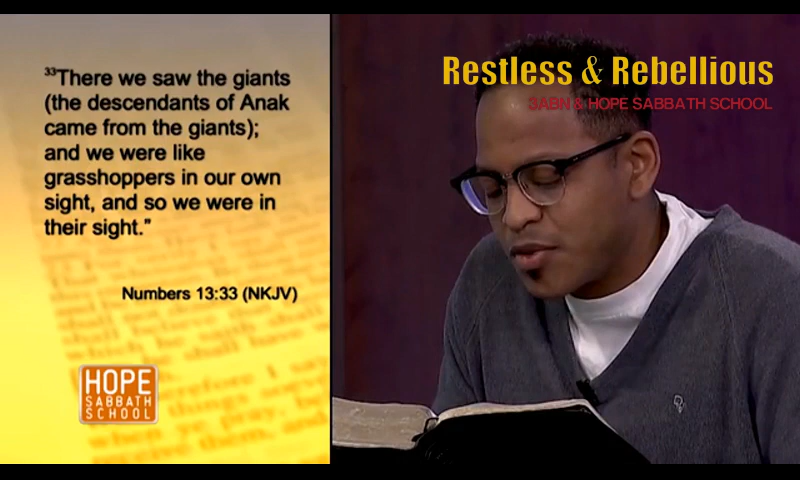 ³³There we saw the giants
(the descendants of Anak
came from the giants);
and we were like
grasshoppers in our own
sight, and so we were in
their sight.”
Numbers 13:33 (NKJV)
HOPE
SABBATH
SCHOOL
Restless & Rebellious
3ABN & HOPE SABBATH SCHOOL